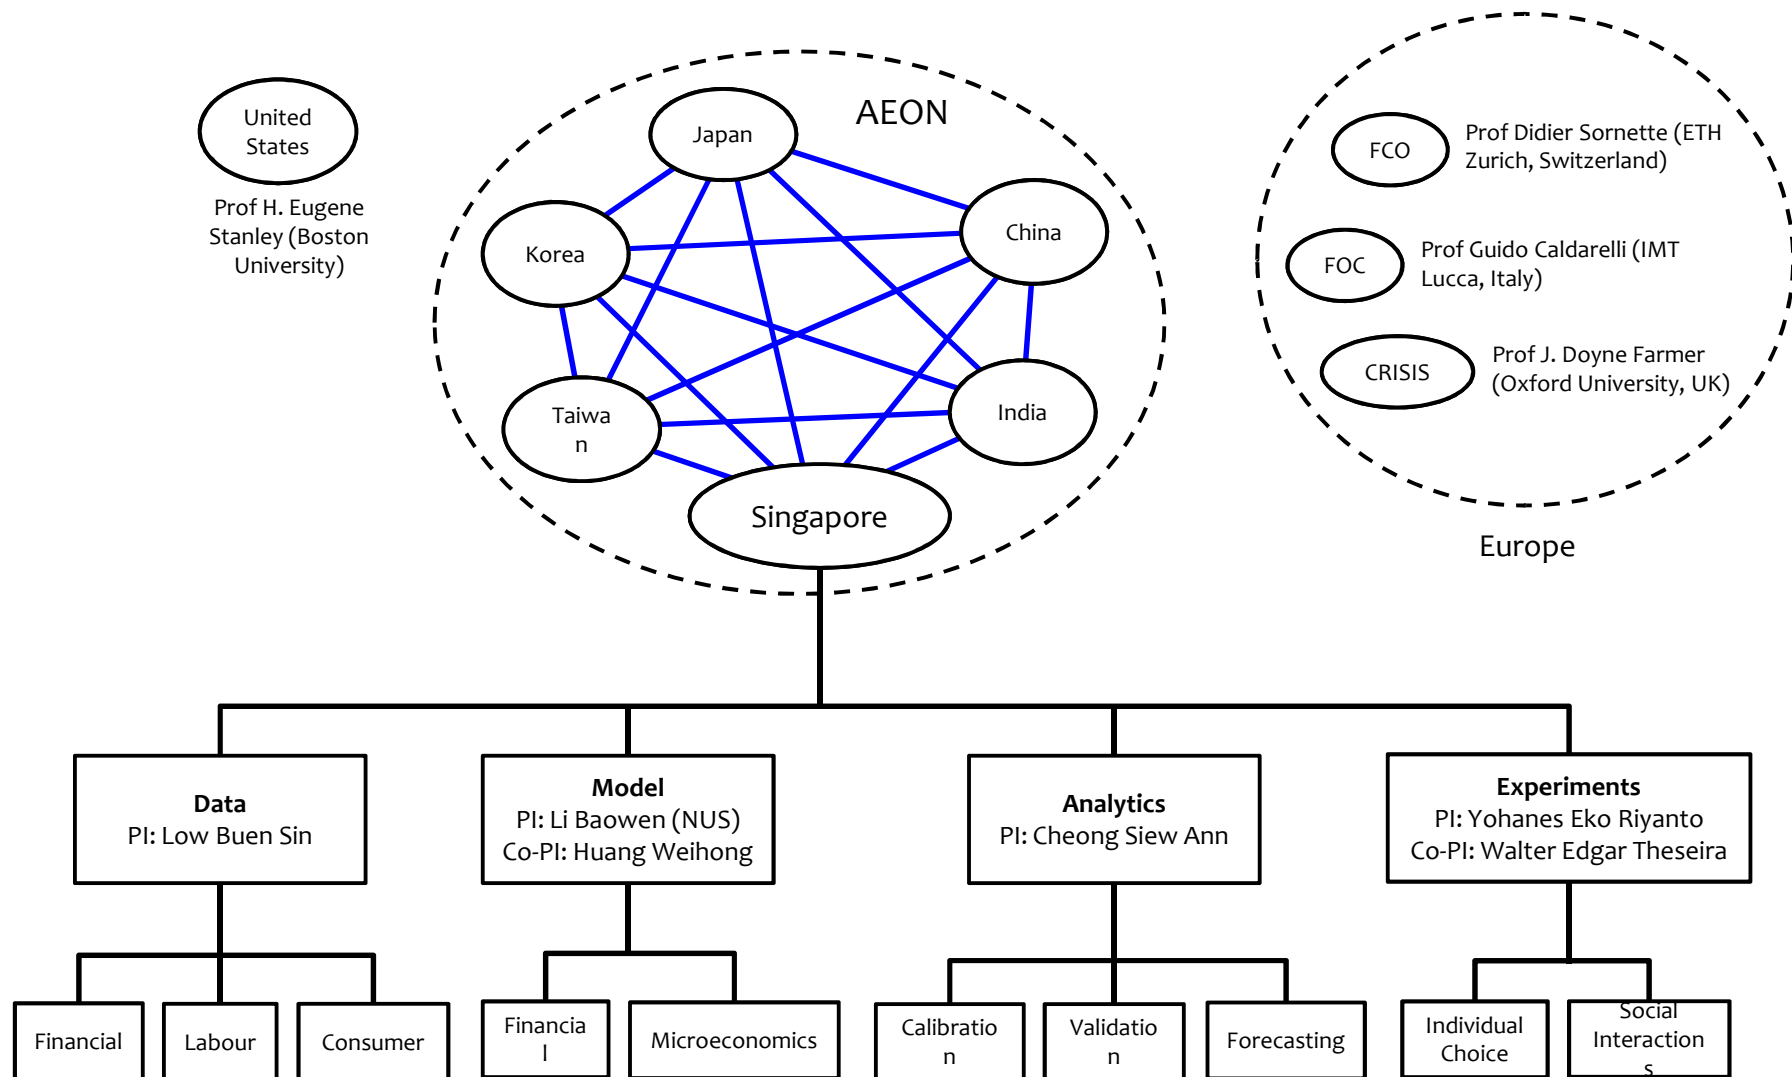 United
States
Prof H. Eugene
Stanley (Boston
University)
AEON
Japan
Korea
China
Taiwa
n
India
Singapore
FCO
Prof Didier Sornette (ETH
Zurich, Switzerland)
FOC
Prof Guido Caldarelli (IMT
Lucca, Italy)
CRISIS
Prof J. Doyne Farmer
(Oxford University, UK)
Europe
Data
PI: Low Buen Sin
Model
PI: Li Baowen (NUS)
Co-PI: Huang Weihong
Analytics
PI: Cheong Siew Ann
Experiments
PI: Yohanes Eko Riyanto
Co-PI: Walter Edgar Theseira
Financial
Labour
Consumer
Financia
l
Microeconomics
Calibratio
n
Validatio
n
Forecasting
Individual
Choice
Social
Interaction
s